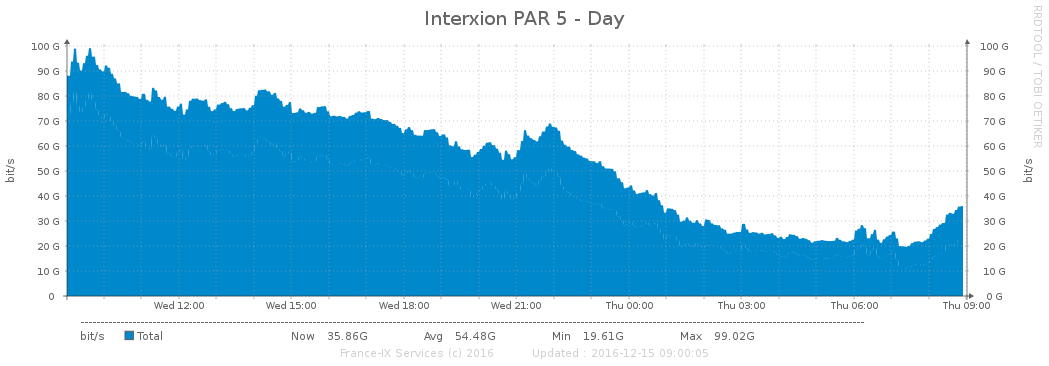 Interxion PAR 5 - Day
RRDTOOL / TOBI OETIKER
bit/s
bit/s
100 G 100 G
90 G 90 G
80 G 80 G
70 G 70 G
60 G 60 G
50 G 50 G
40 G 40 G
30 G 30 G
20 G 20 G
10 G 10 G
0 0 G
Wed 12:00 Wed 15:00 Wed 18:00 Wed 21:00 Thu 00:00 Thu 03:00 Thu 06:00 Thu 09:00
bit/s Total Now 35.86G Avg 54.48G Min 19.61G Max 99.02G
France-IX Services (c) 2016 Updated : 2016-12-15 09:00:05